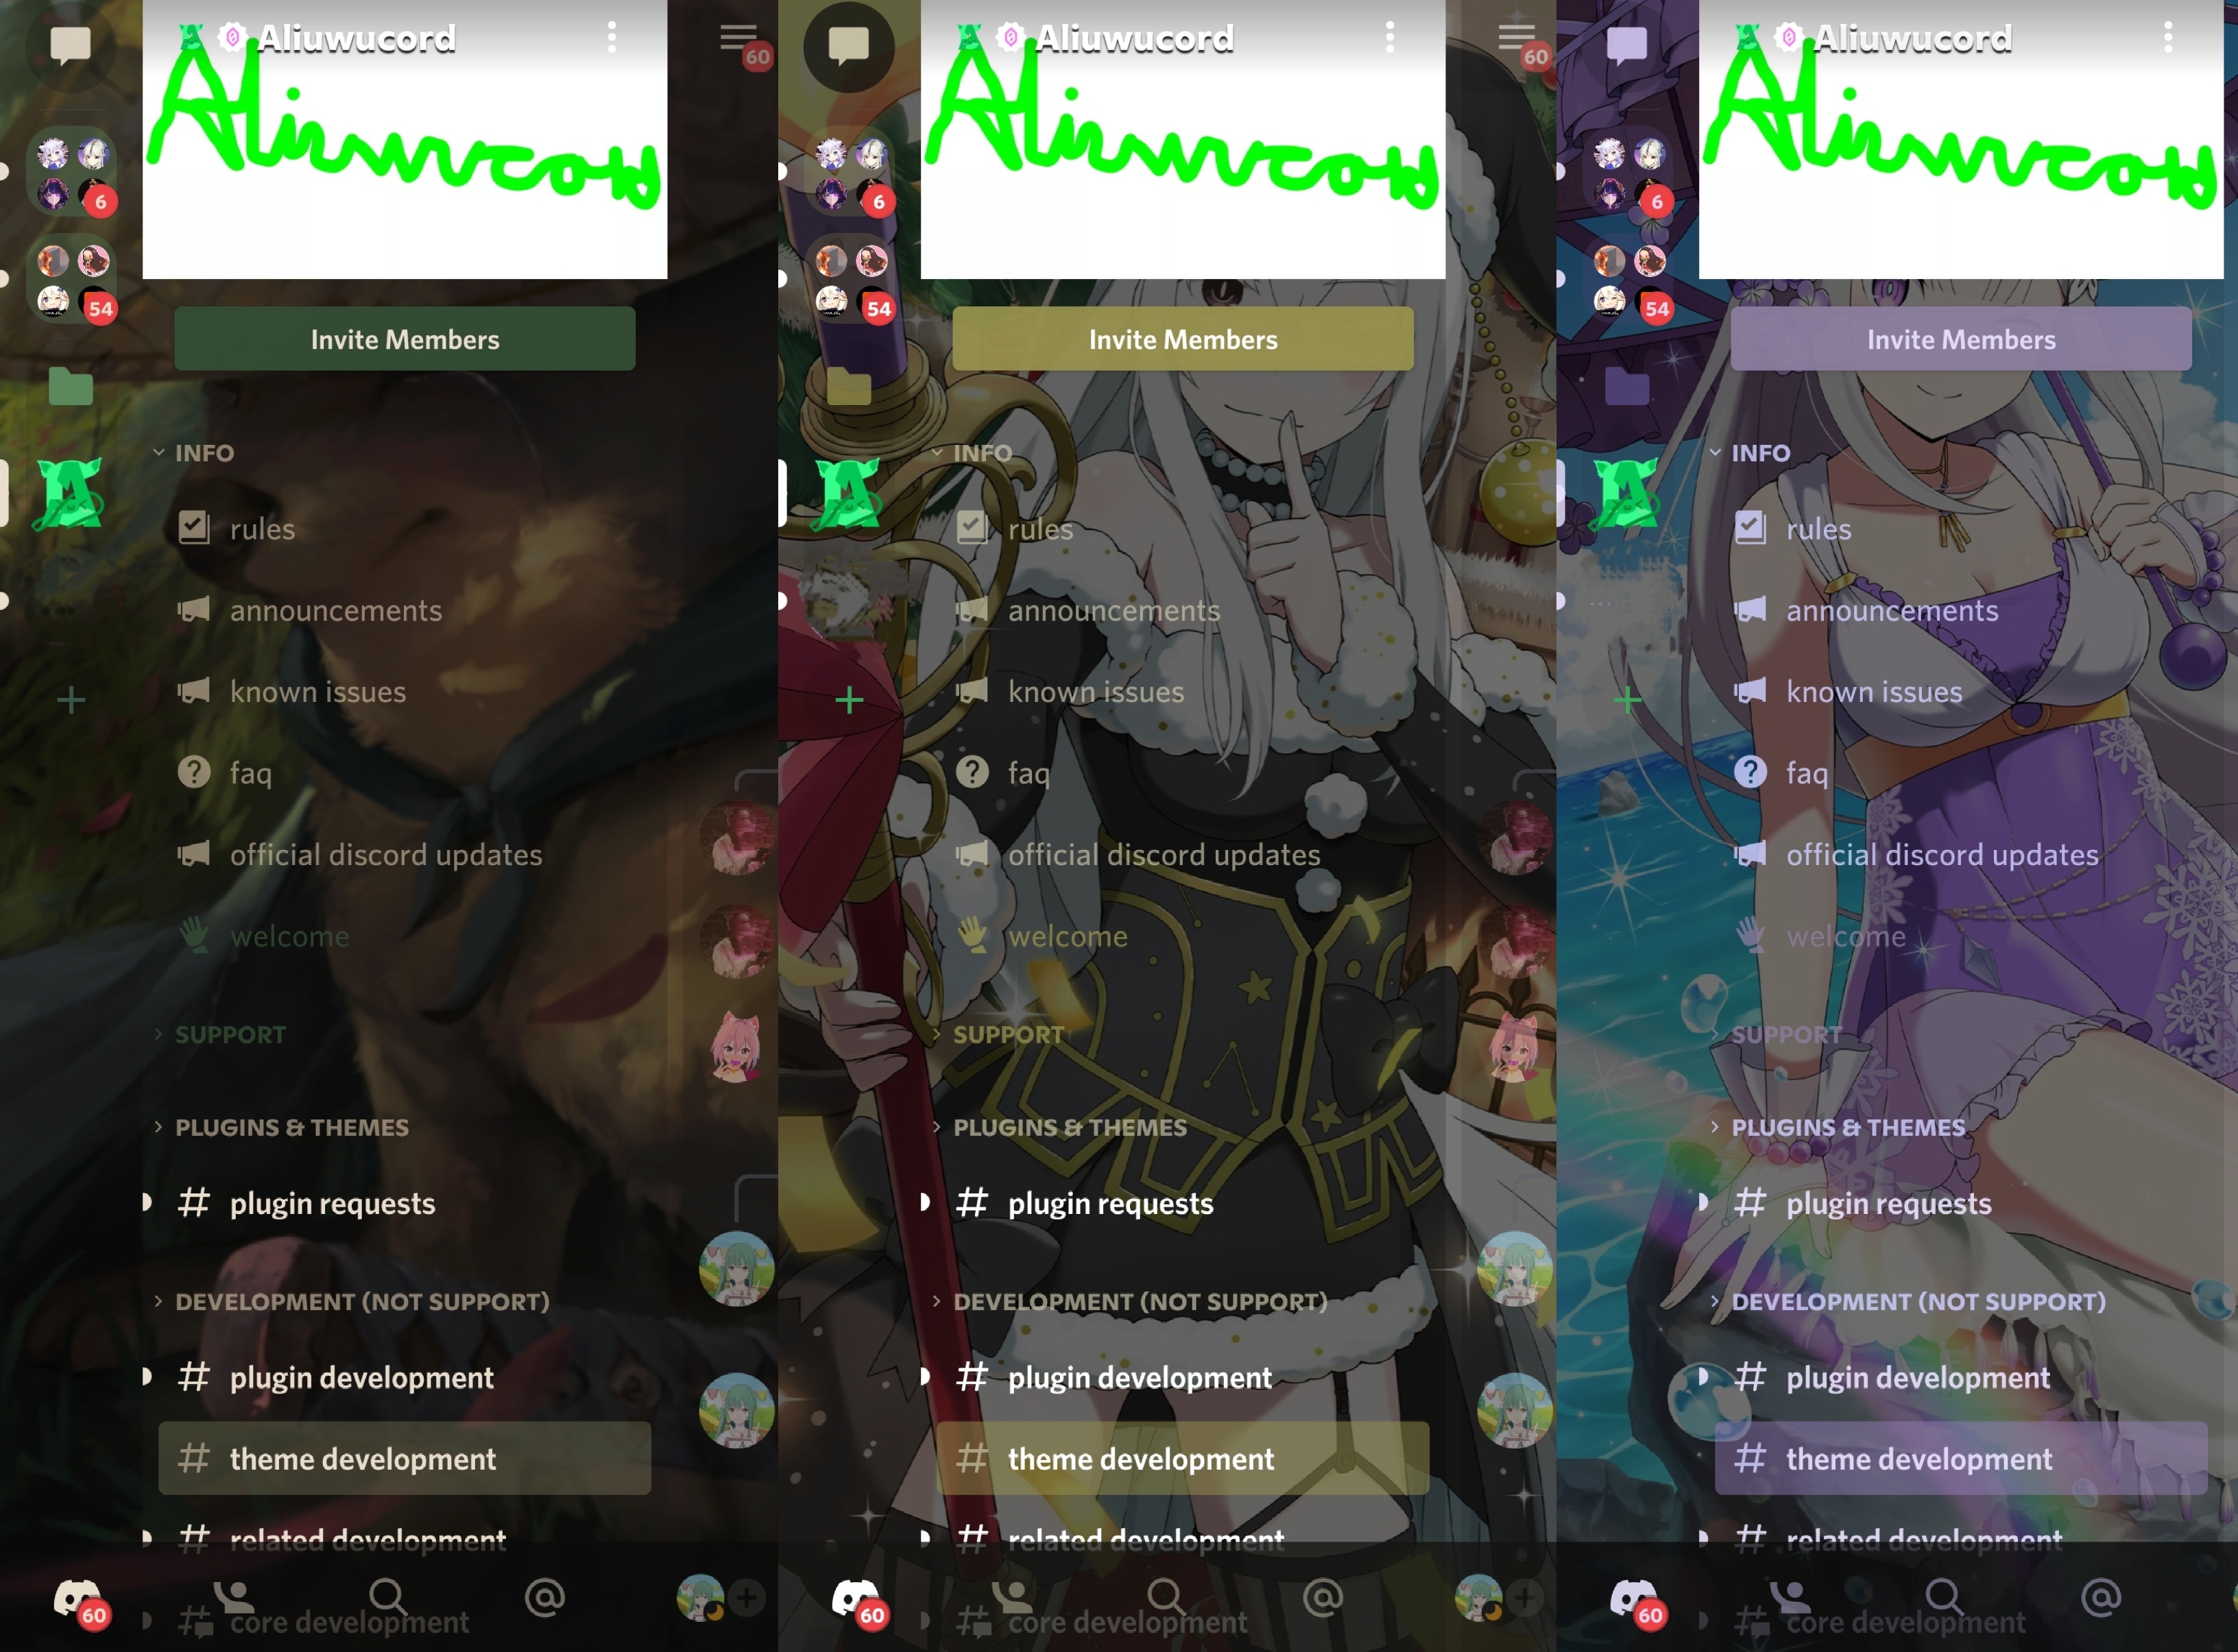 Aliuwucord
60
Aliuwucord
6
54
Invite Members
INFO
rules
announcements
known issues
faq
official discord updates
welcome
SUPPORT
PLUGINS & THEMES
plugin requests
DEVELOPMENT (NOT SUPPORT)
plugin development
theme development
related development
core development
60
Aliuwucord
60
Aliuwucord
6
54
Invite Members
INFO
rules
announcements
known issues
faq
official discord updates
welcome
SUPPORT
PLUGINS & THEMES
plugin requests
DEVELOPMENT (NOT SUPPORT)
plugin development
theme development
related development
core development
60
Aliuwucord
Aliuwucord
6
54
Invite Members
INFO
rules
announcements
known issues
faq
official discord updates
welcome
SUPPORT
PLUGINS & THEMES
plugin requests
DEVELOPMENT (NOT SUPPORT)
plugin development
theme development
related development
core development
60